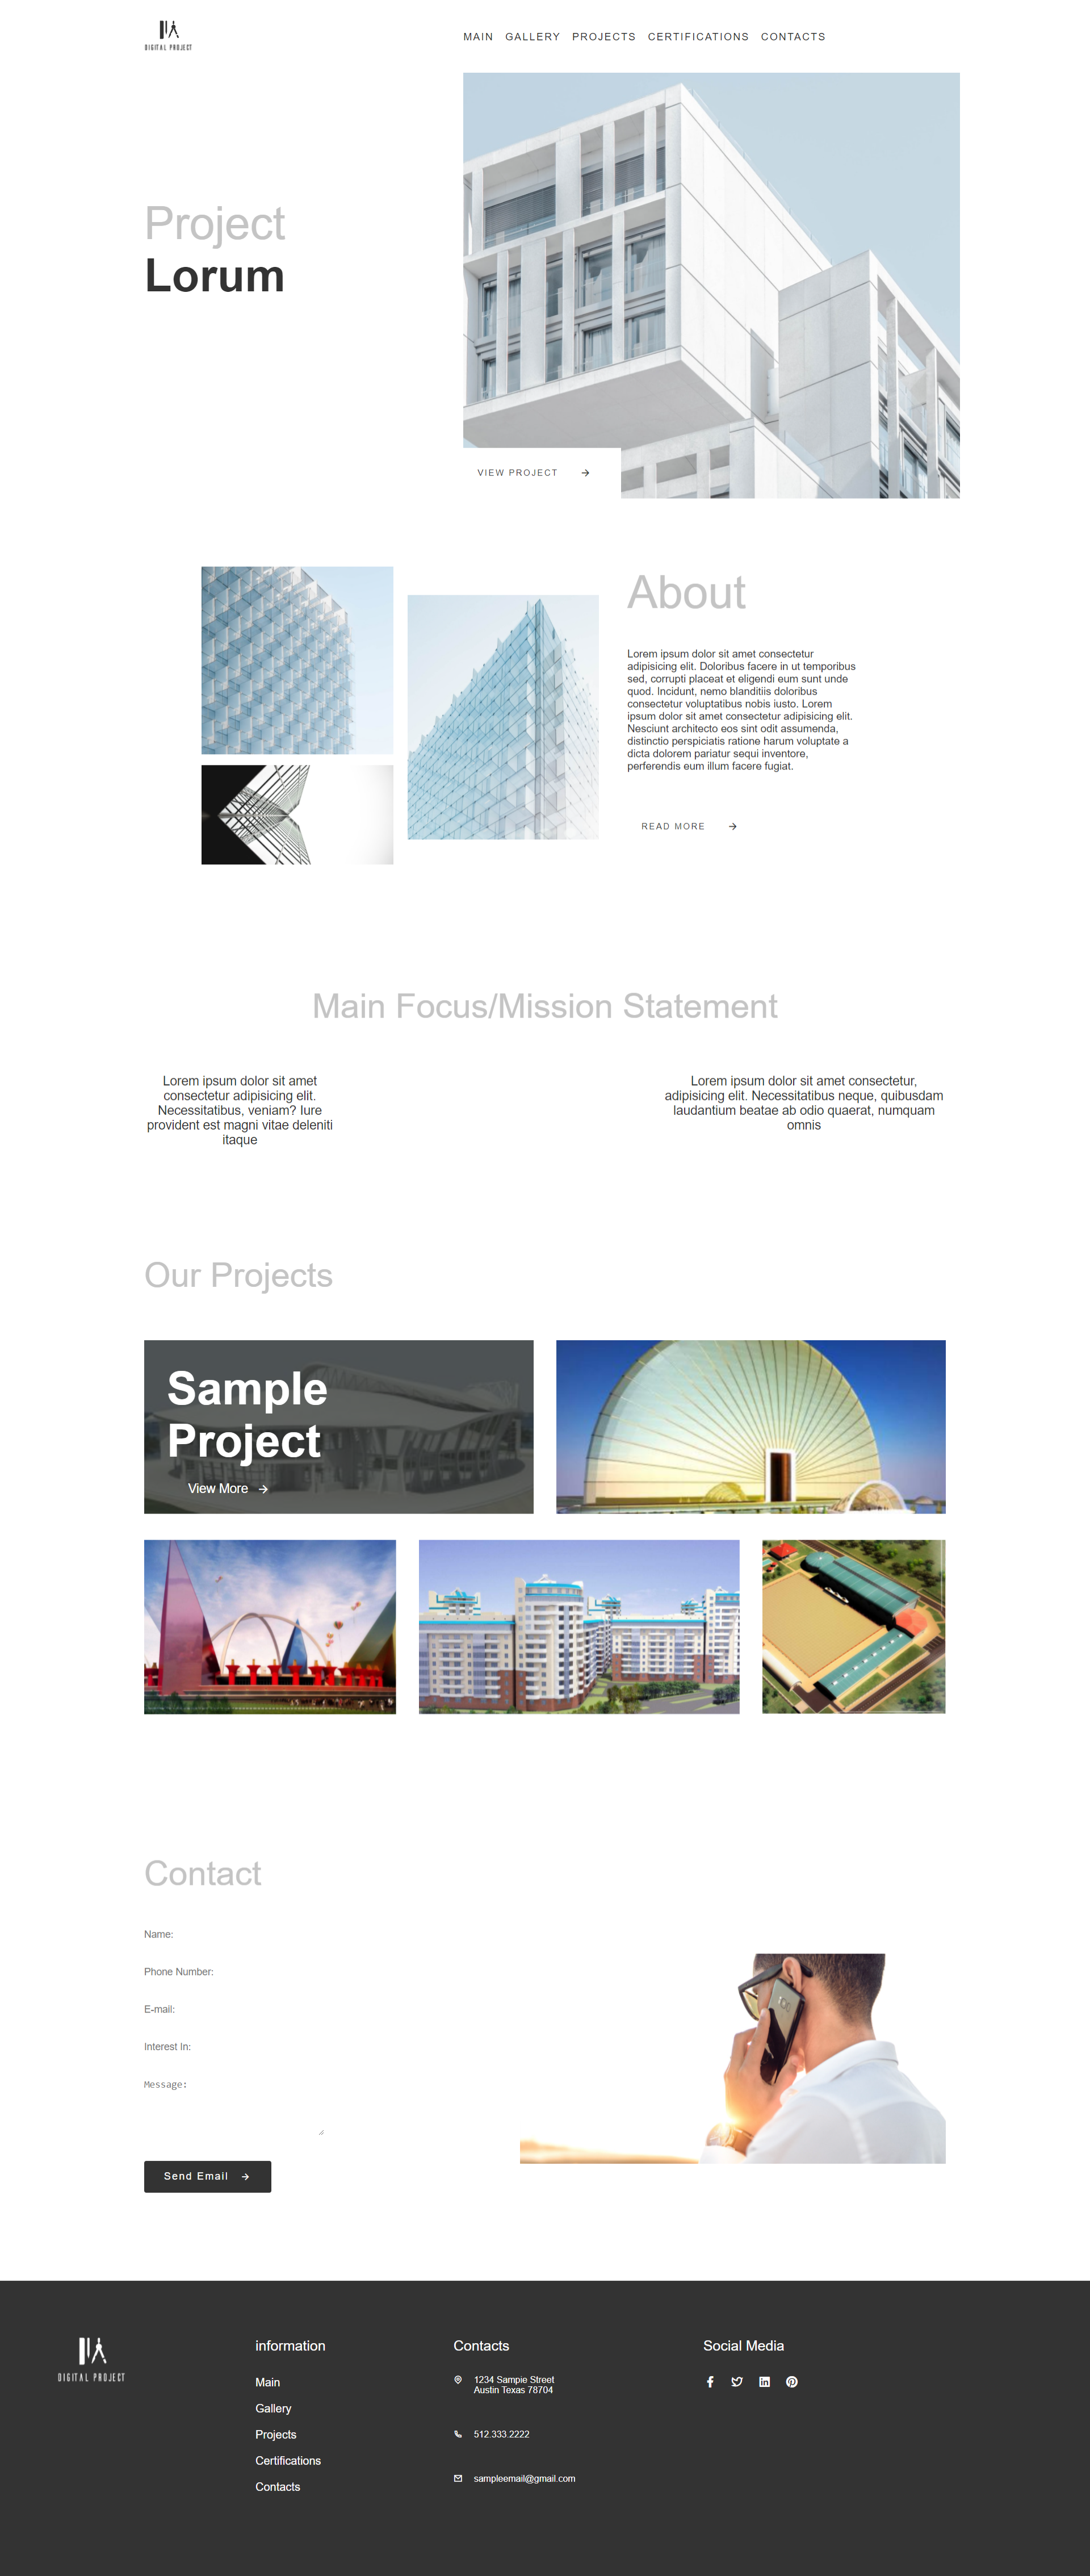 DIGITAL PROJECT
MAIN GALLERY PROJECTS CERTIFICATIONS CONTACTS
Project
Lorum
VIEW PROJECT
About
Lorem ipsum dolor sit amet consectetur
adipisicing elit. Doloribus facere in ut temporibus
sed, corrupti placeat et eligendi eum sunt unde
quod. Incidunt, nemo blanditiis doloribus
consectetur voluptatibus nobis iusto. Lorem
ipsum dolor sit amet consectetur adipisicing elit.
Nesciunt architecto eos sint odit assumenda,
distinctio perspiciatis ratione harum voluptate a
dicta dolorem pariatur sequi inventore,
perferendis eum illum facere fugiat.
READ MORE
Main Focus/Mission Statement
Lorem ipsum dolor sit amet
consectetur adipisicing elit.
Necessitatibus, veniam? Iure
provident est magni vitae deleniti
itaque
Lorem ipsum dolor sit amet consectetur,
adipisicing elit. Necessitatibus neque, quibusdam
laudantium beatae ab odio quaerat, numquam
omnis
Our Projects
Sample
Project
View More
Contact
Name:
Phone Number:
E-mail:
Interest In:
Message:
Send Email
DIGITAL PROJECT
information
Main
Gallery
Projects
Certifications
Contacts
Contacts
1234 Sampie Street
Austin Texas 78704
512.333.2222
sampleemail@gmail.com
Social Media